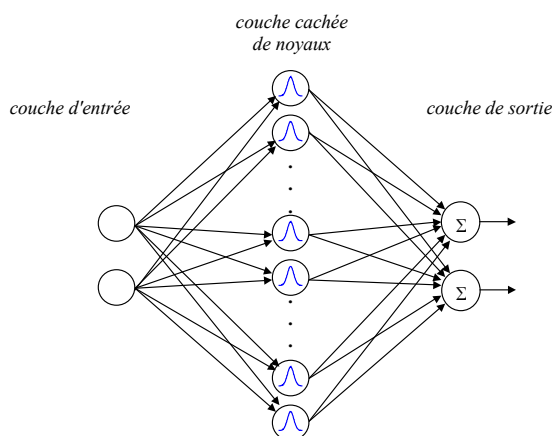 couche cachée
de noyaux
couche d'entrée
couche de sortie
Σ
Σ